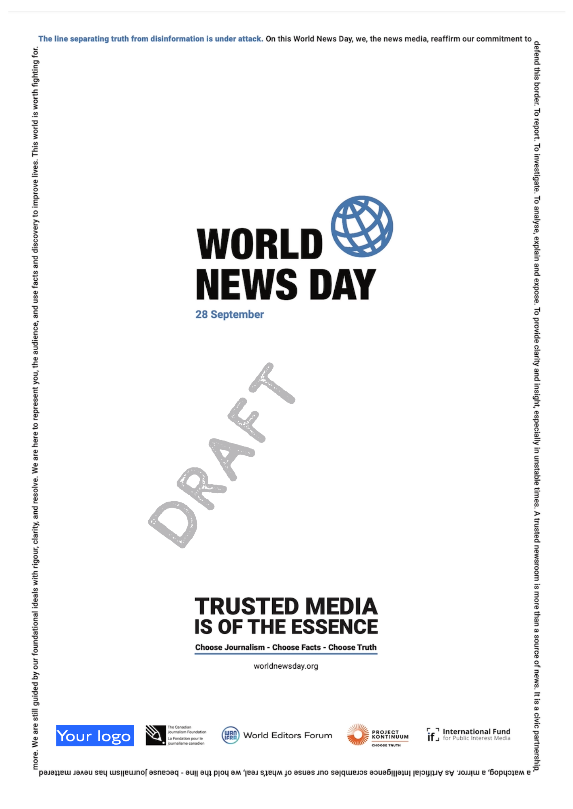 The line separating truth from disinformation is under attack. On this World News Day, we, the news media, reaffirm our commitment to
defend this border. To report. To investigate. To analyse, explain and expose. To provide clarity and insight, especially in unstable times. A trusted newsroom is more than a source of news. It is a civic partnership,
a watchdog, a mirror. As Artificial Intelligence scrambles our sense of what's real, we hold the line - because journalism has never mattered
more. We are still guided by our foundational ideals with rigour, clarity, and resolve. We are here to represent you, the audience, and use facts and discovery to improve lives. This world is worth fighting for.
WORLD
NEWS DAY
28 September
DRAFT
TRUSTED MEDIA
IS OF THE ESSENCE
Choose Journalism - Choose Facts - Choose Truth
worldnewsday.org
Your logo
The Canadian
Journalism Foundation
La Fondation pour le
journalisme canadien
WAN
IFRA
World Editors Forum
PROJECT
KONTINUUM
CHOOSE TRUTH
if
International Fund
for Public Interest Media